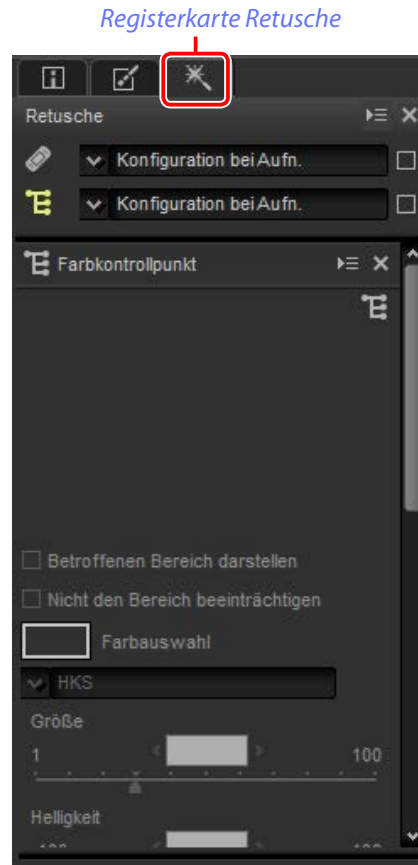 Registerkarte Retusche
Retusche
Konfiguration bei Aufn.
Konfiguration bei Aufn.
Farbkontrollpunkt
Betroffenen Bereich darstellen
Nicht den Bereich beeinträchtigen
Farbauswahl
HKS
Größe
1 100
Helligkeit